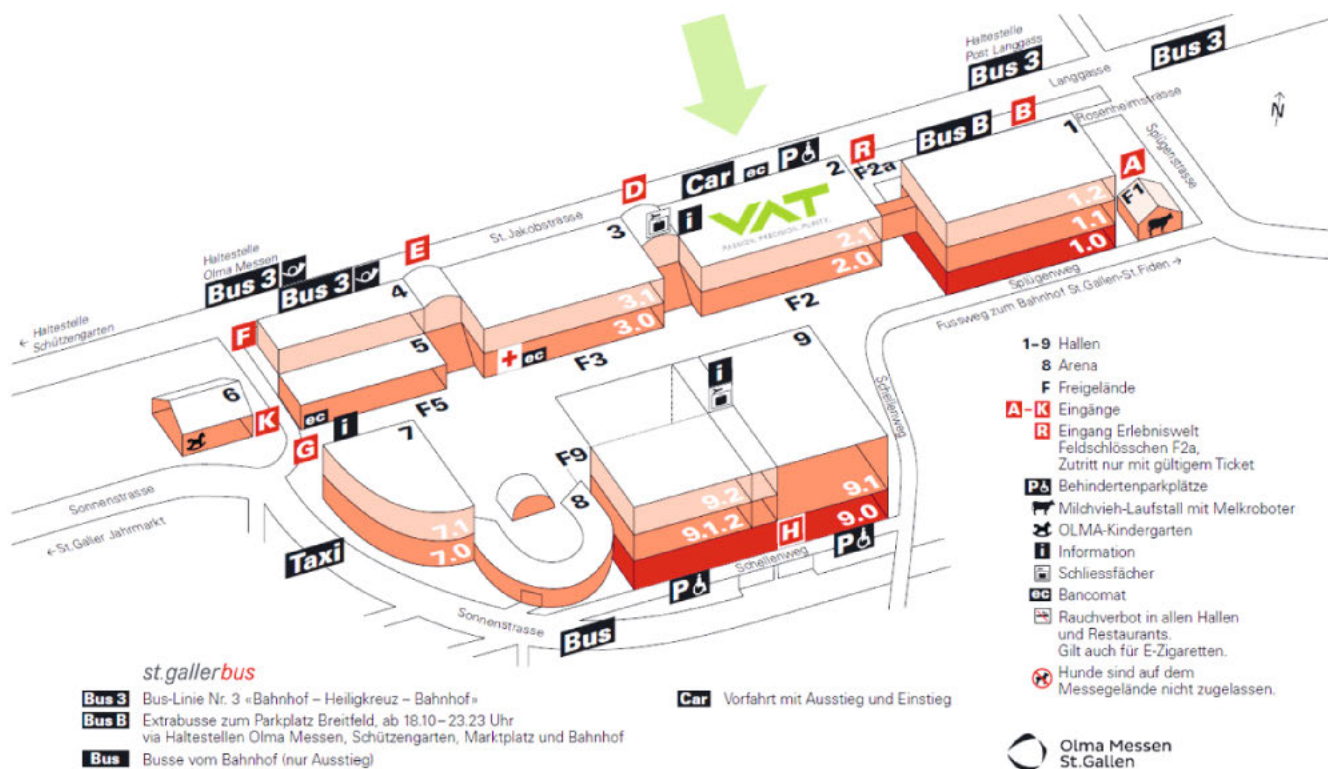 Haltestelle
Post Langgass
Bus 3
Bus 3
Langgasse
Rosenheimstrasse
Splügenstrasse
N
B
Bus B
1
R
F2a
P
Car
ec
2
A
F1
D
i
VAT
PASSION. PRECISION. PURITY.
1.2
1.1
1.0
2.1
2.0
St.Jakobstrasse
3
E
Haltestelle
Olma Messen
Bus 3
Bus 3
4
3.1
3.0
F2
Splügenweg
Fussweg zum Bahnhof St.Gallen-St.Fiden →
← Haltestelle
Schützengarten
F
5
ec
F3
9
i
Schellenweg
6
K
ec
F5
G
i
7
F9
8
9.2
9.1.2
9.1
9.0
H
7.1
7.0
Sonnenstrasse
← St.Galler Jahrmarkt
Taxi
Schellenweg
P
P
Sonnenstrasse
Bus
1–9 Hallen
8 Arena
F Freigelände
A–K Eingänge
R Eingang Erlebniswelt
Feldschlösschen F2a,
Zutritt nur mit gültigem Ticket
P Behindertenparkplätze
Milchvieh-Laufstall mit Melkroboter
OLMA-Kindergarten
i Information
Schliessfächer
ec Bancomat
Rauchverbot in allen Hallen
und Restaurants.
Gilt auch für E-Zigaretten.
Hunde sind auf dem
Messegelände nicht zugelassen.
st.gallerbus
Bus 3 Bus-Linie Nr. 3 «Bahnhof – Heiligkreuz – Bahnhof»
Bus B Extrabusse zum Parkplatz Breitfeld, ab 18.10 – 23.23 Uhr
via Haltestellen Olma Messen, Schützengarten, Marktplatz und Bahnhof
Bus Busse vom Bahnhof (nur Ausstieg)
Car Vorfahrt mit Ausstieg und Einstieg
Olma Messen
St.Gallen